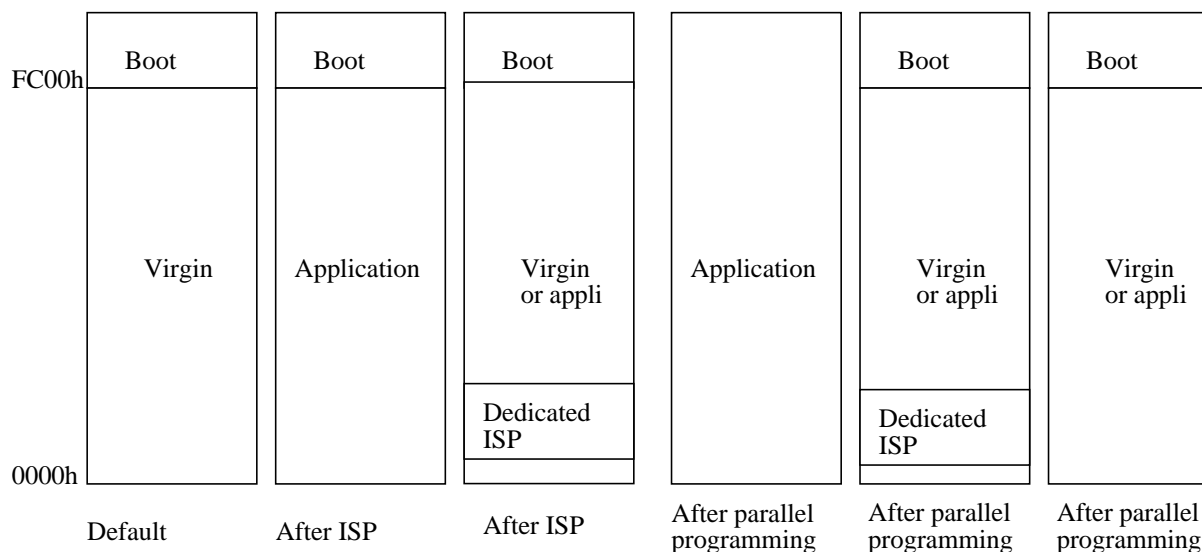 Boot
Boot
Boot
Boot
Boot
FC00h
Virgin
Application
Virgin
or appli
Application
Virgin
or appli
Virgin
or appli
Dedicated
ISP
Dedicated
ISP
0000h
Default
After ISP
After ISP
After parallel
programming
After parallel
programming
After parallel
programming